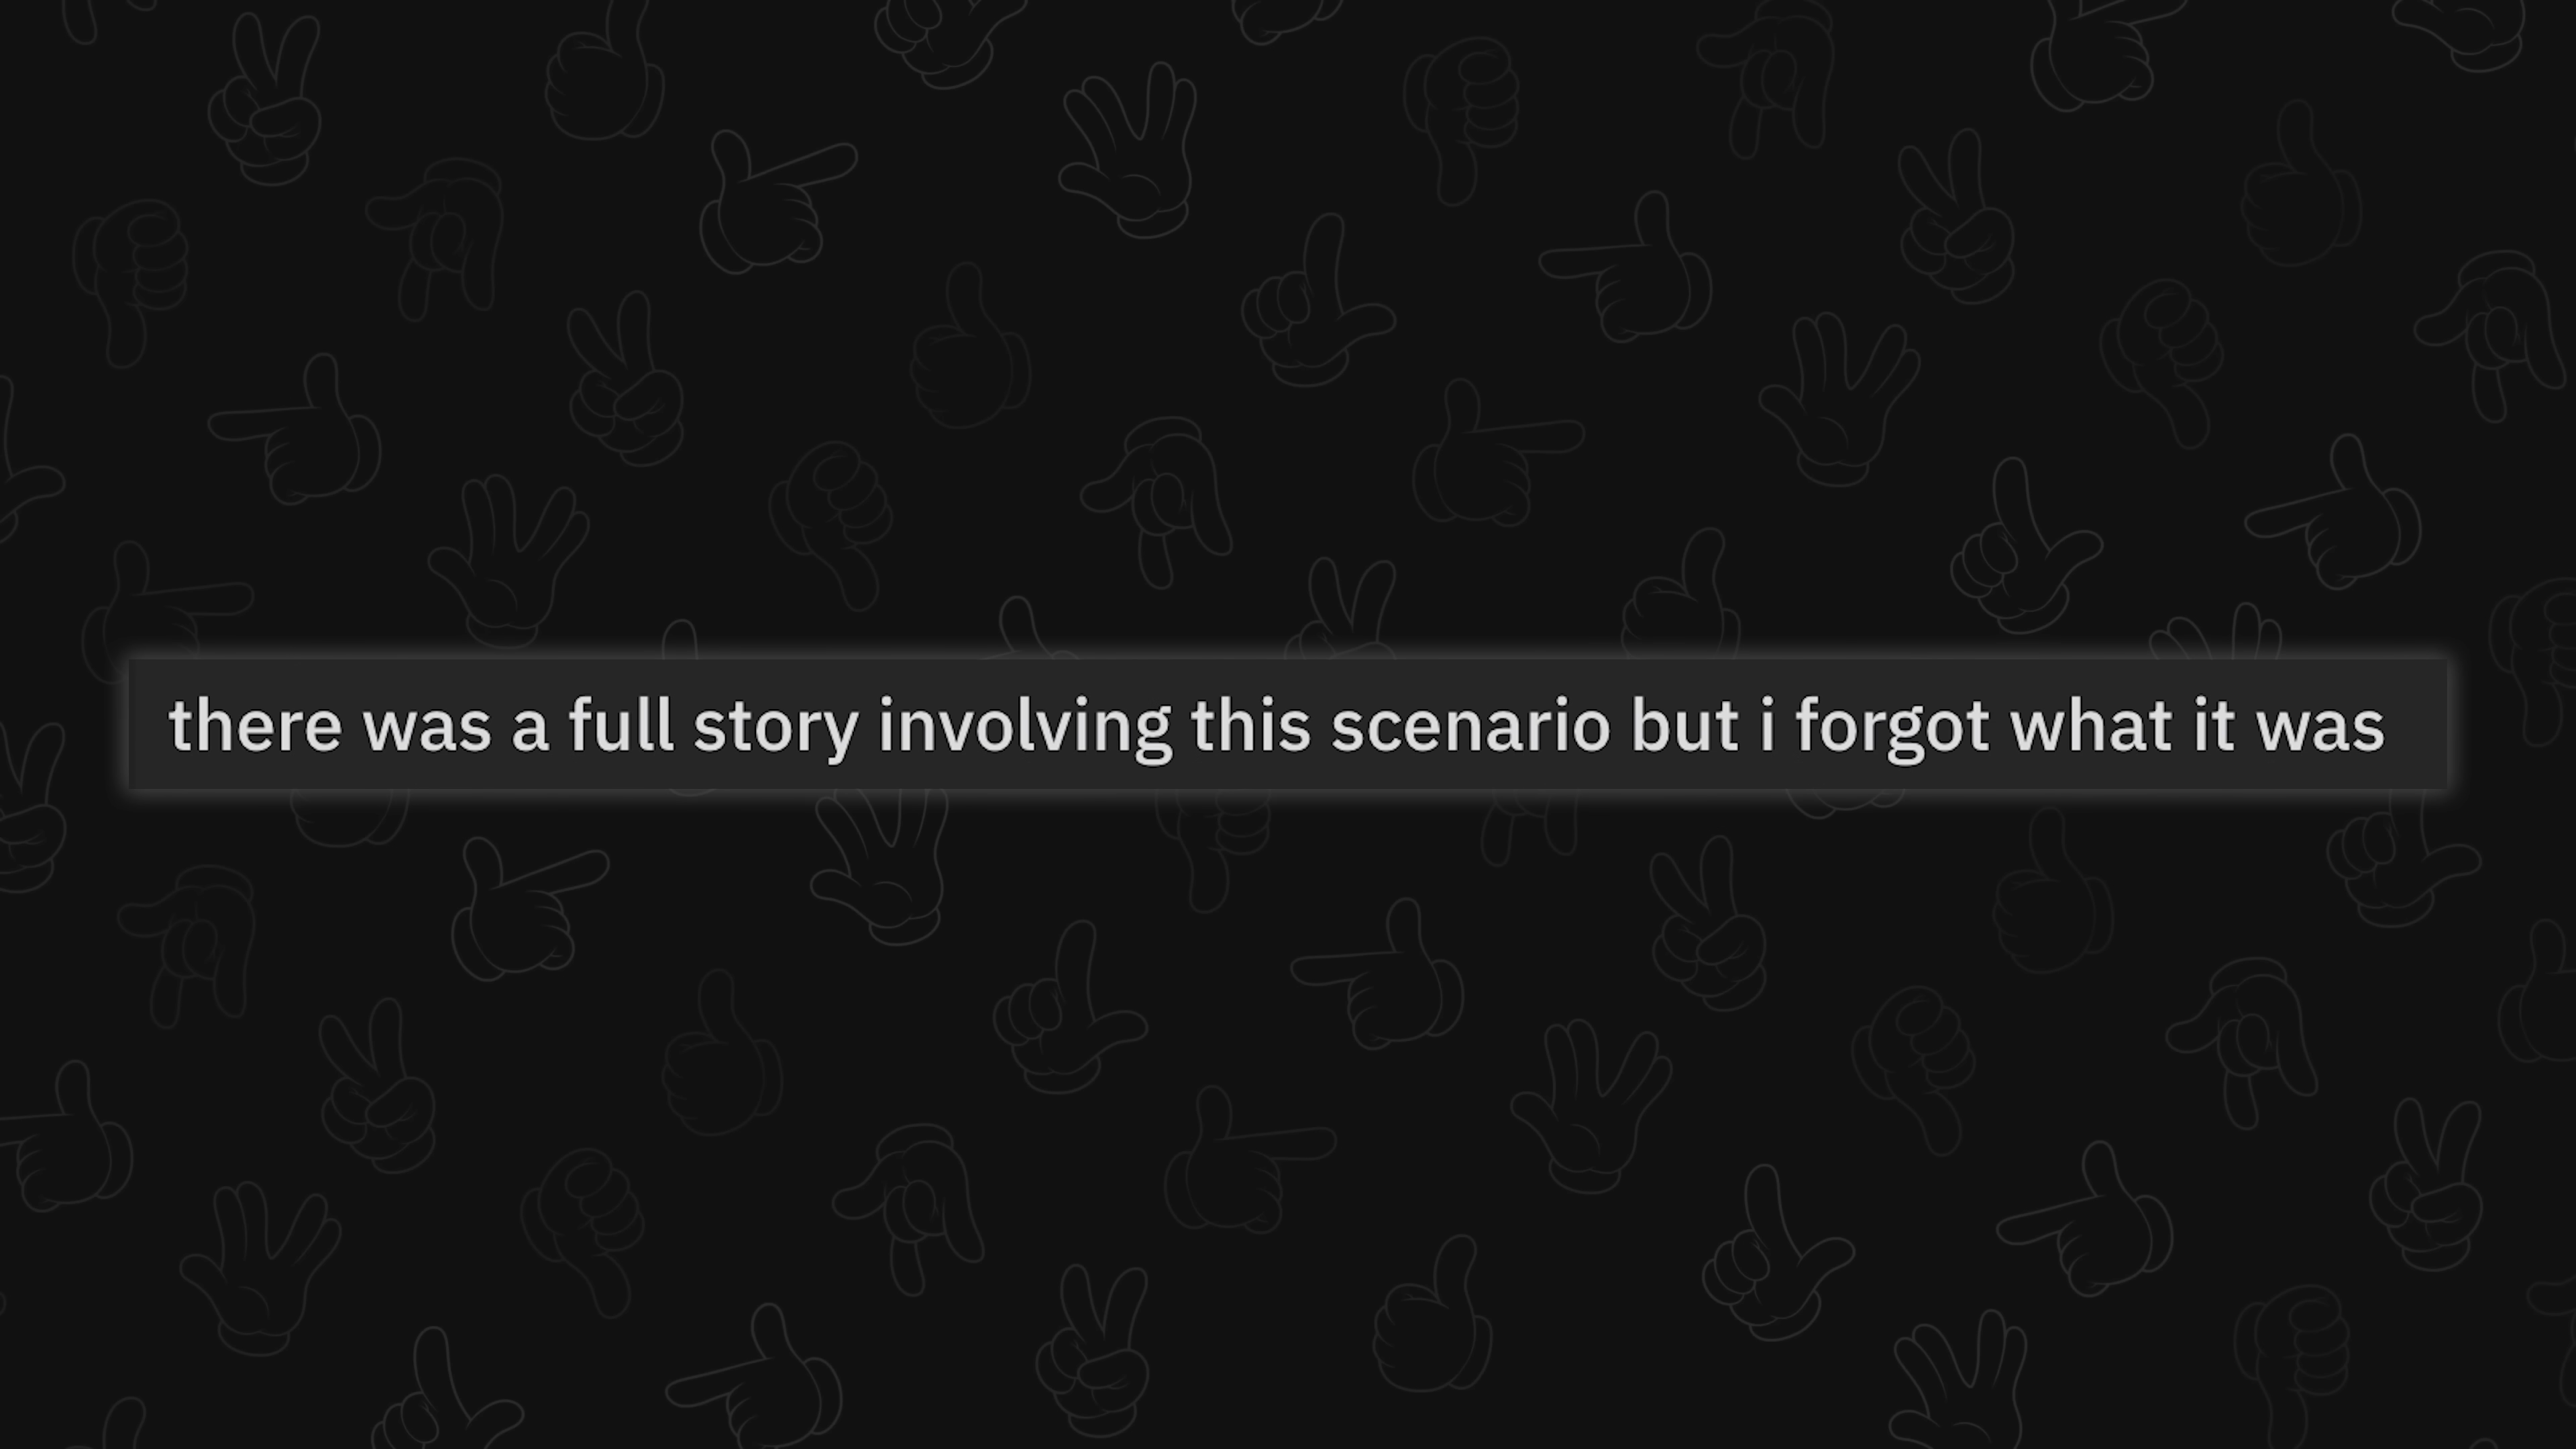 there was a full story involving this scenario but i forgot what it was